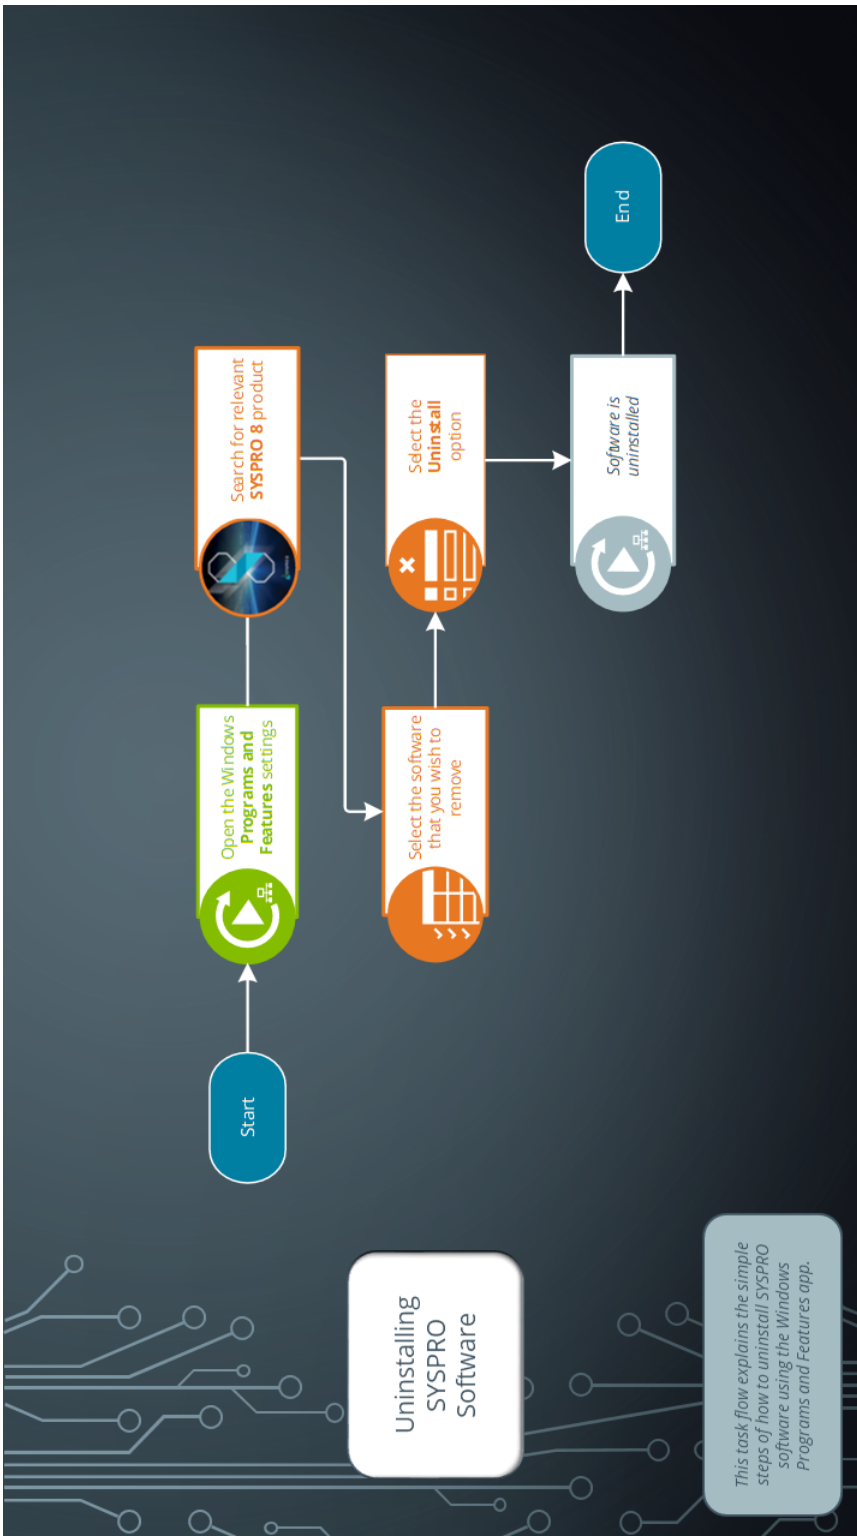 Uninstalling
SYSPRO
Software
This task flow explains the simple
steps of how to uninstall SYSPRO
software using the Windows
Programs and Features app.
Start
Open the Windows
Programs and
Features settings
Search for relevant
SYSPRO 8 product
Select the software
that you wish to
remove
Select the
Uninstall
option
Software is
uninstalled
End